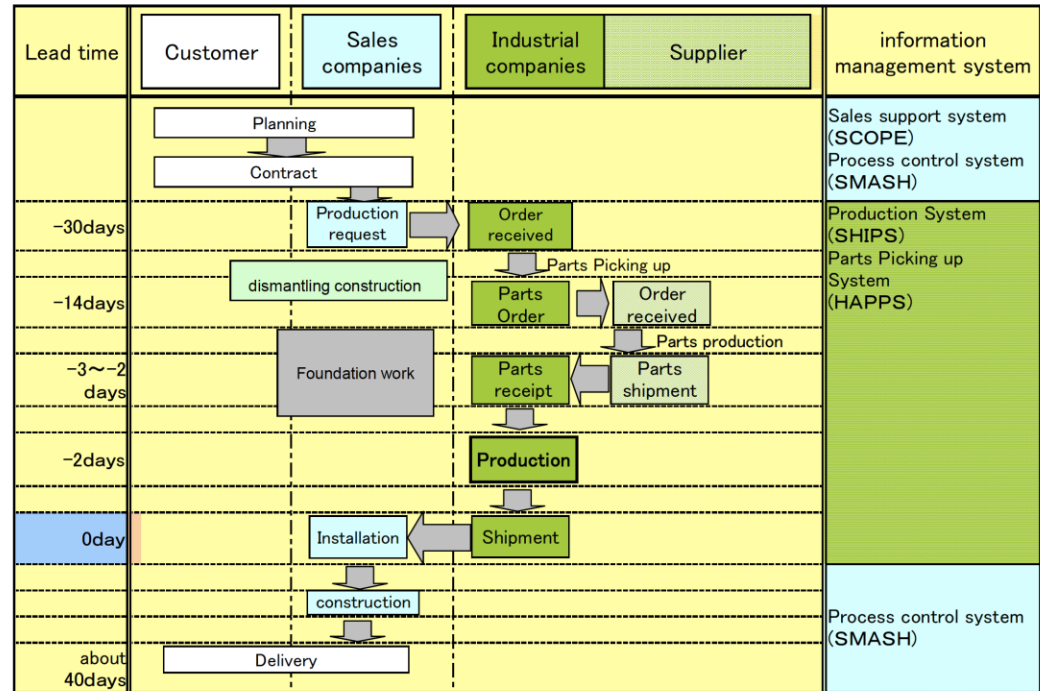 Lead time
Customer
Sales
companies
Industrial
companies
Supplier
information
management system
Planning
Contract
Sales support system
(SCOPE)
Process control system
(SMASH)
-30days
Production
request
Order
received
Production System
(SHIPS)
Parts Picking up
System
(HAPPS)
Parts Picking up
-14days
dismantling construction
Parts
Order
Order
received
Parts production
-3～-2
days
Foundation work
Parts
receipt
Parts
shipment
-2days
Production
0day
Installation
Shipment
construction
Process control system
(SMASH)
about
40days
Delivery